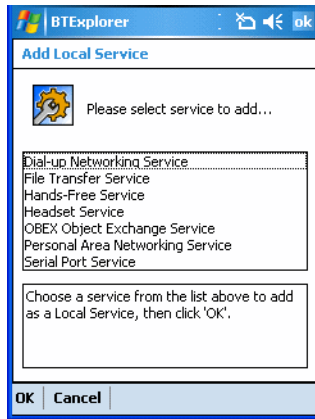 BTExplorer
ok
Add Local Service
Please select service to add...
Dial-up Networking Service
File Transfer Service
Hands-Free Service
Headset Service
OBEX Object Exchange Service
Personal Area Networking Service
Serial Port Service
Choose a service from the list above to add
as a Local Service, then click 'OK'.
OK Cancel